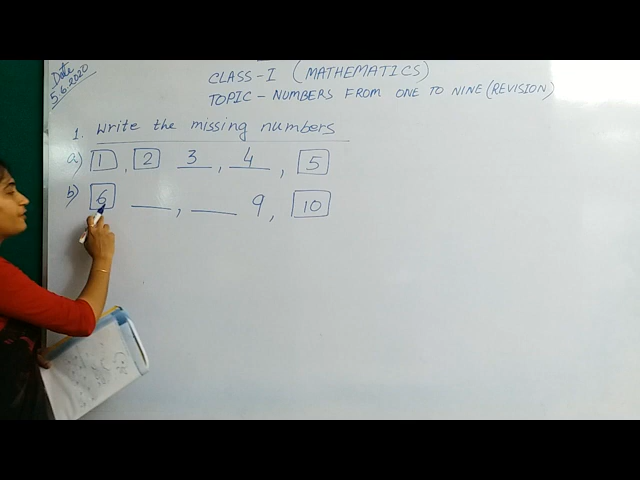 Date
5.6.2020
CLASS-I (MATHEMATICS)
TOPIC - NUMBERS FROM ONE TO NINE (REVISION)
1. Write the missing numbers
a) 1, 2 3, 4, 5
b) 6 ___, ___ 9, 10